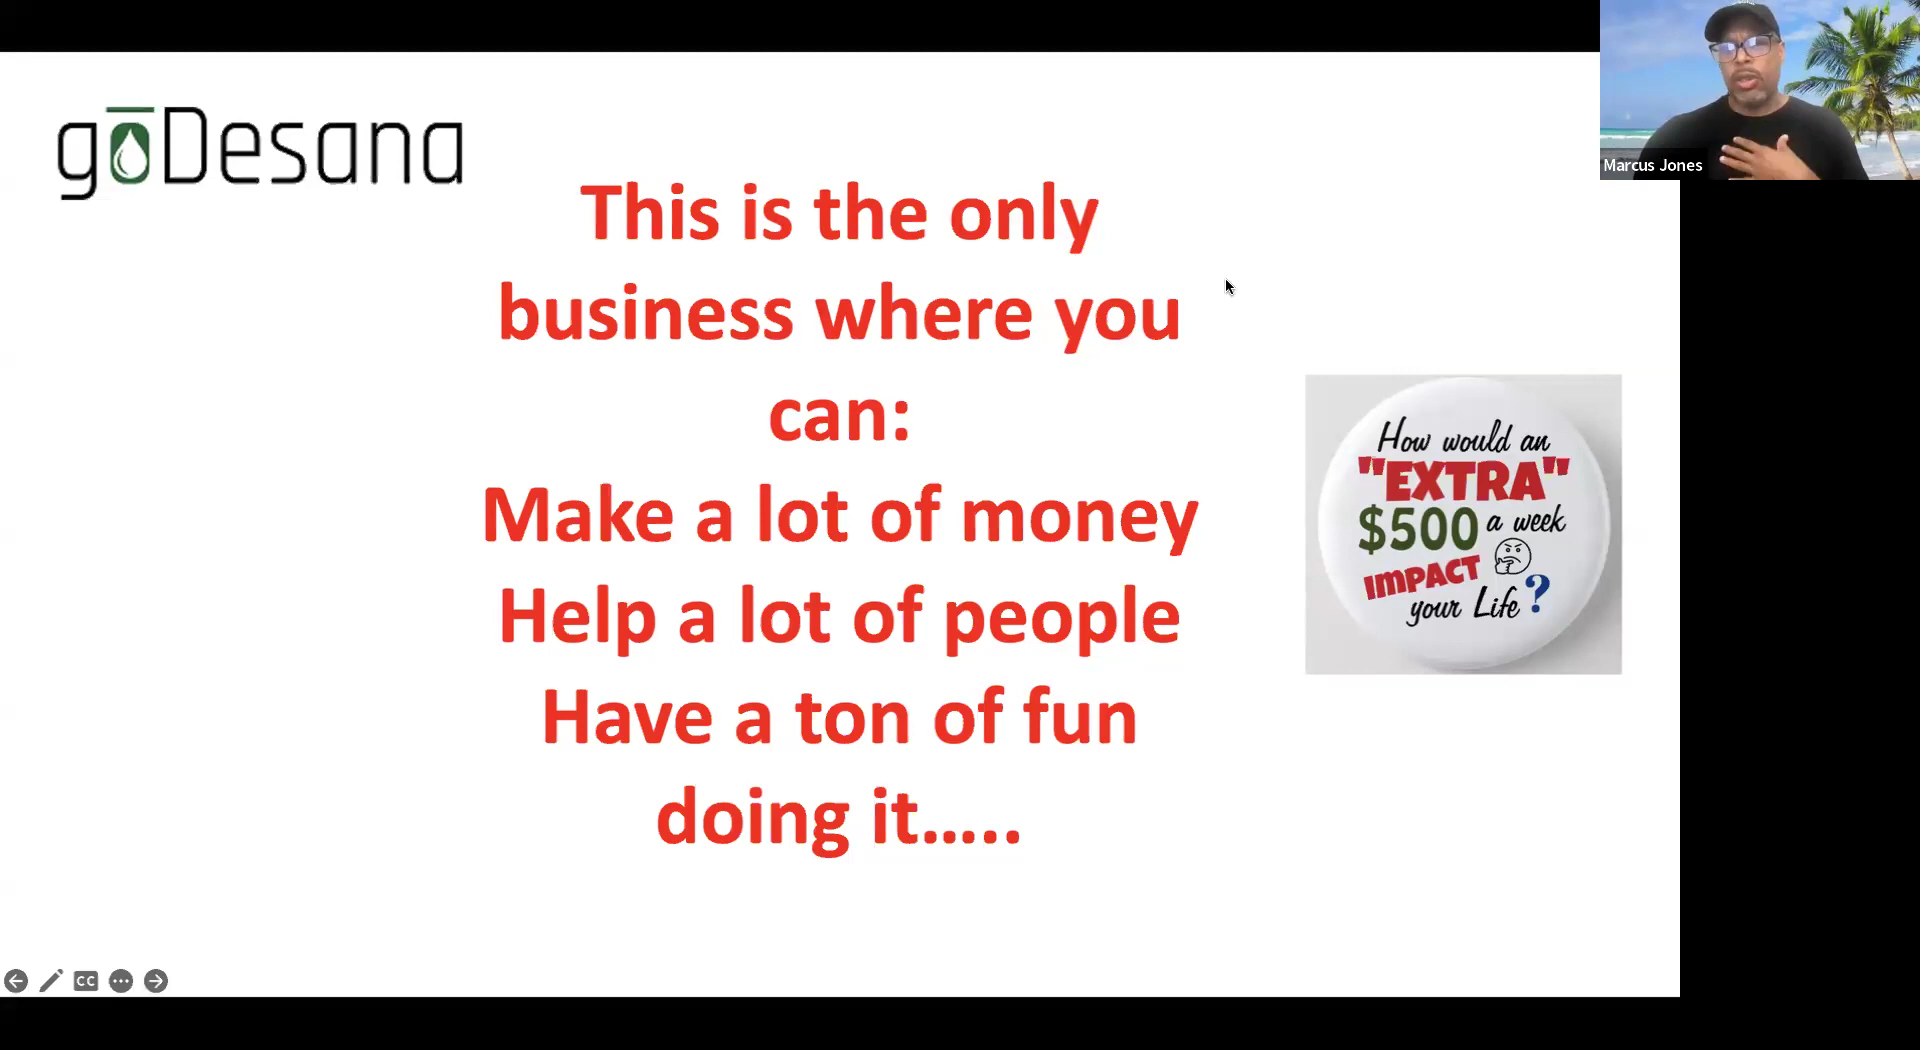 gōDesana
This is the only
business where you
can:
Make a lot of money
Help a lot of people
Have a ton of fun
doing it…..
How would an
"EXTRA"
$500 a week
IMPACT
your Life ?
Marcus Jones
CC